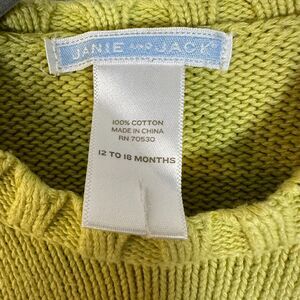 JANIE AND JACK
100% COTTON
MADE IN CHINA
RN 70530
12 TO 18 MONTHS